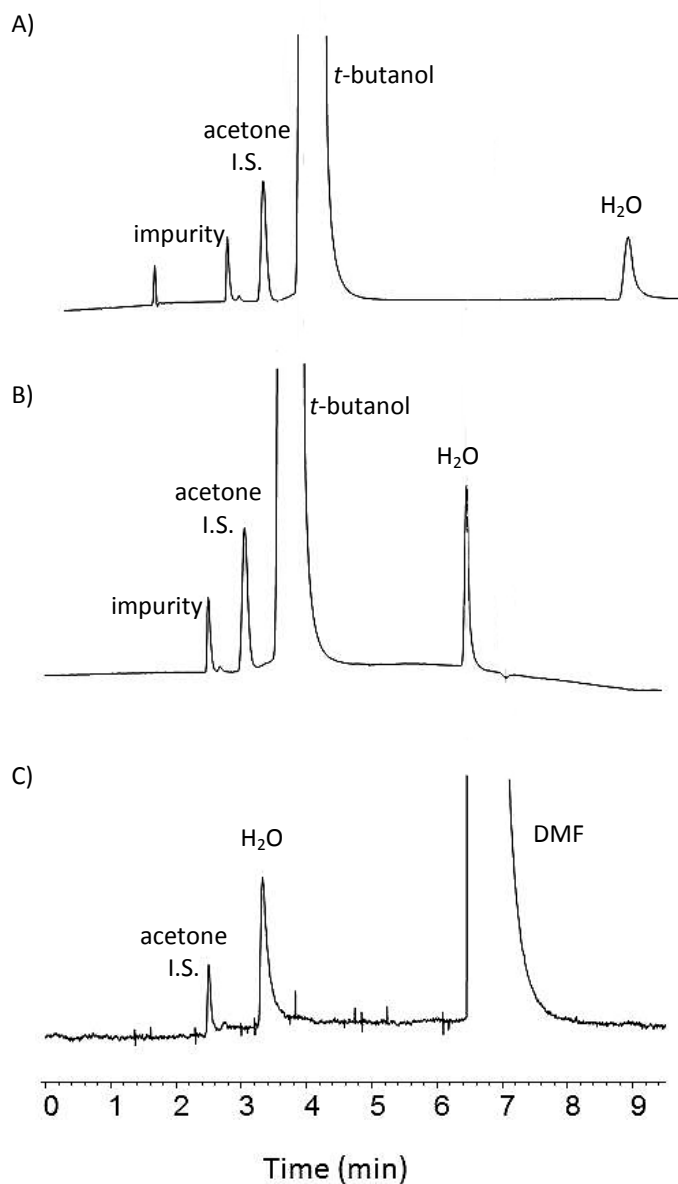 A)
t-butanol
acetone
I.S.
H₂O
impurity
B)
t-butanol
H₂O
acetone
I.S.
impurity
C)
H₂O
DMF
acetone
I.S.
0 1 2 3 4 5 6 7 8 9
Time (min)